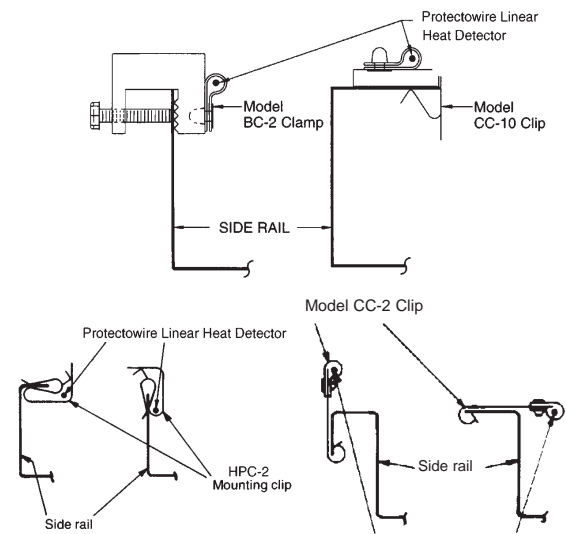 Protectowire Linear
Heat Detector
Model
BC-2 Clamp
Model
CC-10 Clip
SIDE RAIL
Model CC-2 Clip
Protectowire Linear Heat Detector
HPC-2
Mounting clip
Side rail
Side rail